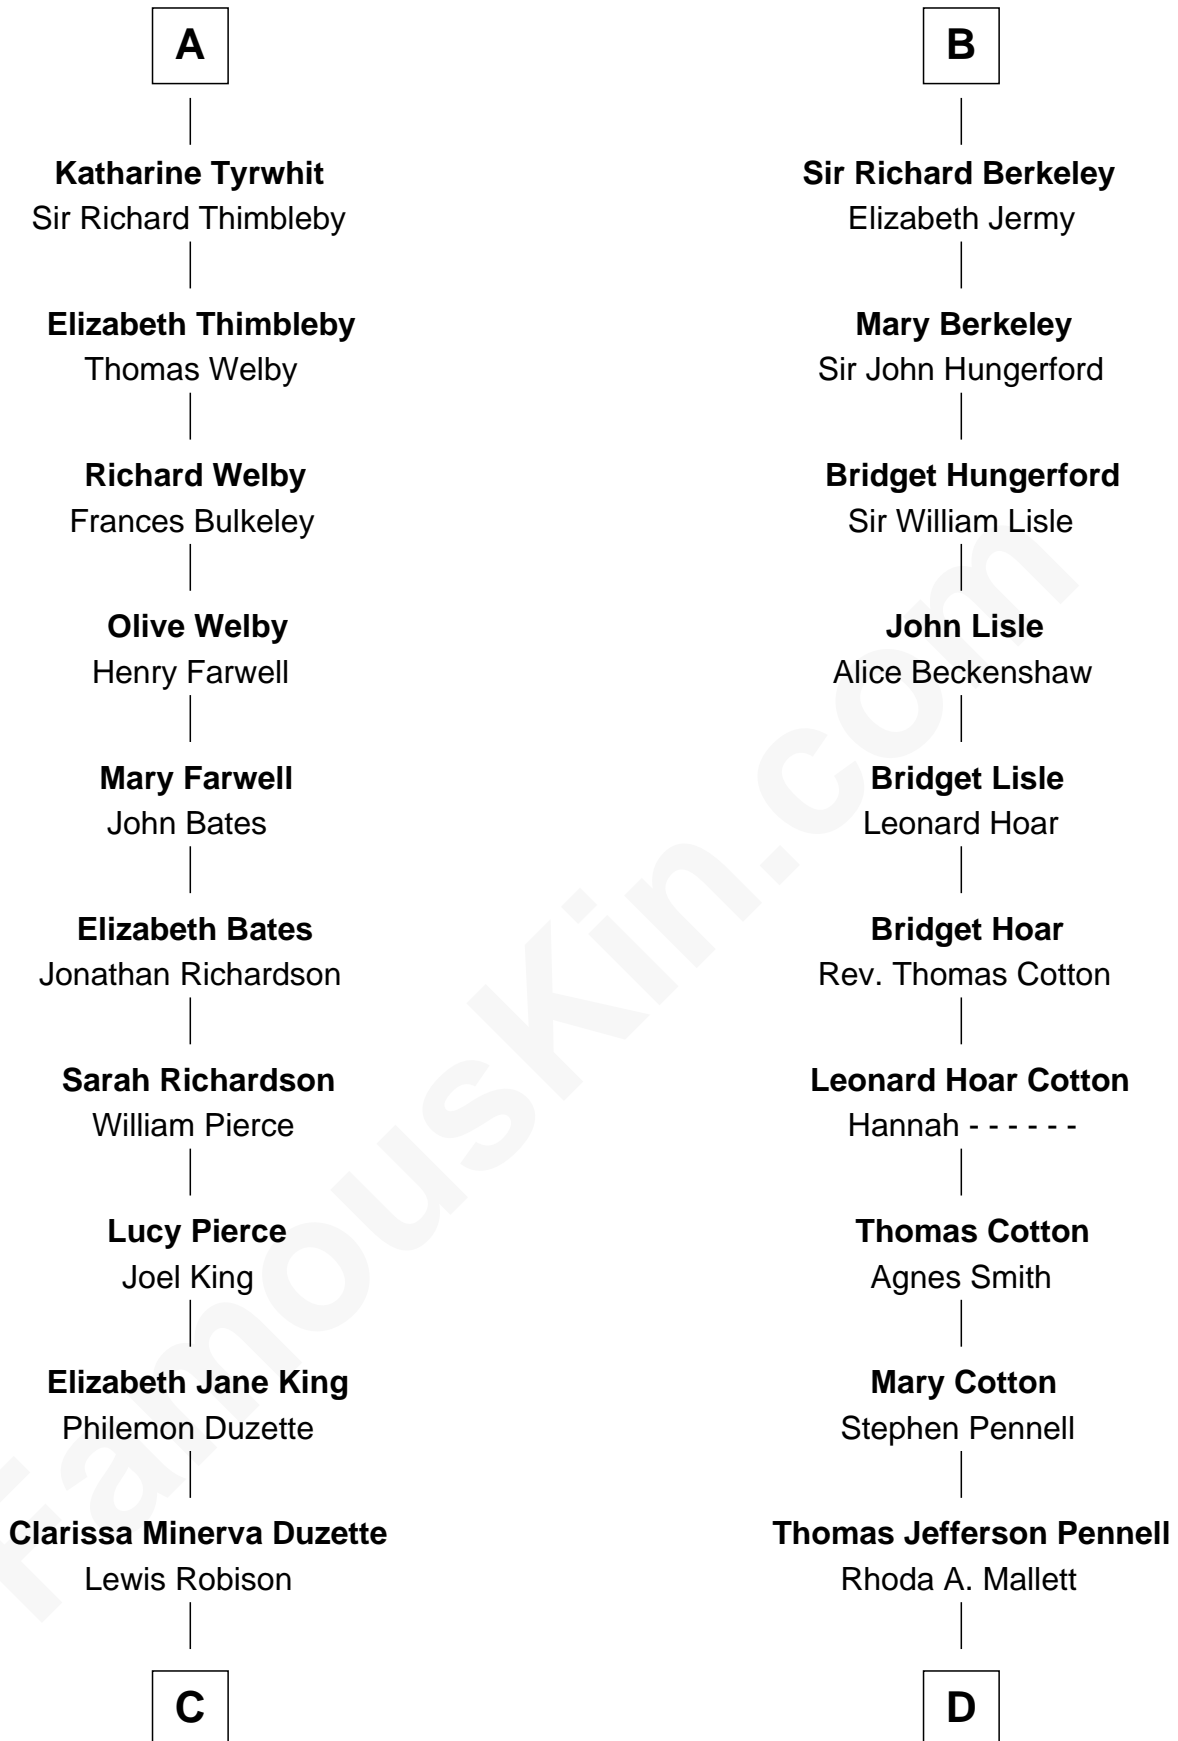 A
Katharine Tyrwhit
Sir Richard Thimbleby
Elizabeth Thimbleby
Thomas Welby
Richard Welby
Frances Bulkeley
Olive Welby
Henry Farwell
Mary Farwell
John Bates
Elizabeth Bates
Jonathan Richardson
Sarah Richardson
William Pierce
Lucy Pierce
Joel King
Elizabeth Jane King
Philemon Duzette
Clarissa Minerva Duzette
Lewis Robison
C
B
Sir Richard Berkeley
Elizabeth Jermy
Mary Berkeley
Sir John Hungerford
Bridget Hungerford
Sir William Lisle
John Lisle
Alice Beckenshaw
Bridget Lisle
Leonard Hoar
Bridget Hoar
Rev. Thomas Cotton
Leonard Hoar Cotton
Hannah - - - - - -
Thomas Cotton
Agnes Smith
Mary Cotton
Stephen Pennell
Thomas Jefferson Pennell
Rhoda A. Mallett
D
FamousKin.com